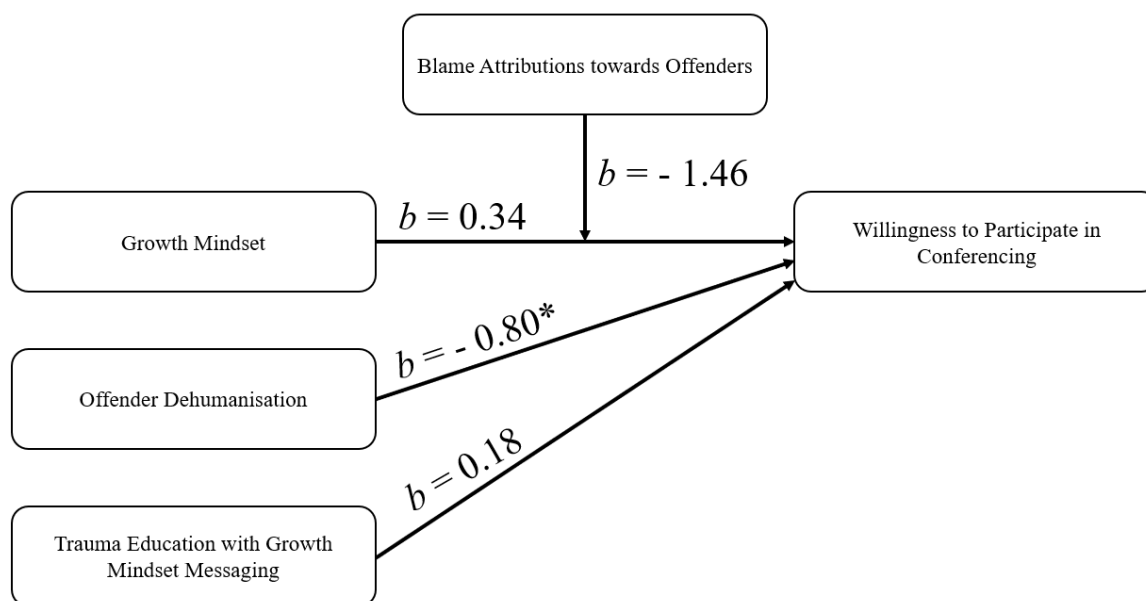 Blame Attributions towards Offenders
b = - 1.46
b = 0.34
Growth Mindset
Willingness to Participate in
Conferencing
b = - 0.80*
Offender Dehumanisation
b = 0.18
Trauma Education with Growth
Mindset Messaging